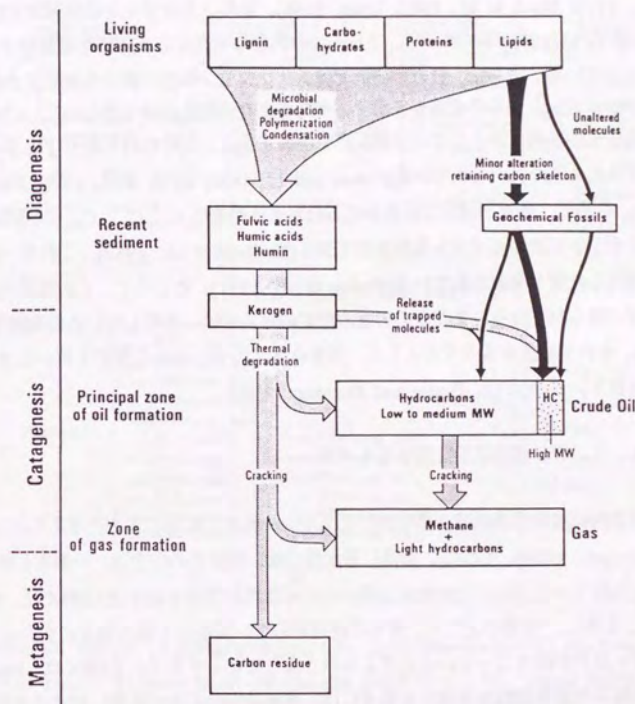 Living
organisms
Lignin
Carbo-
hydrates
Proteins
Lipids
Microbial
degradation
Polymerization
Condensation
Unaltered
molecules
Minor alteration
retaining carbon skeleton
Diagenesis
Recent
sediment
Fulvic acids
Humic acids
Humin
Geochemical Fossils
Kerogen
Release
of trapped
molecules
Thermal
degradation
Catagenesis
Principal zone
of oil formation
Hydrocarbons
Low to medium MW
HC
Crude Oil
High MW
Cracking
Cracking
Zone
of gas formation
Methane
+
Light hydrocarbons
Gas
Metagenesis
Carbon residue